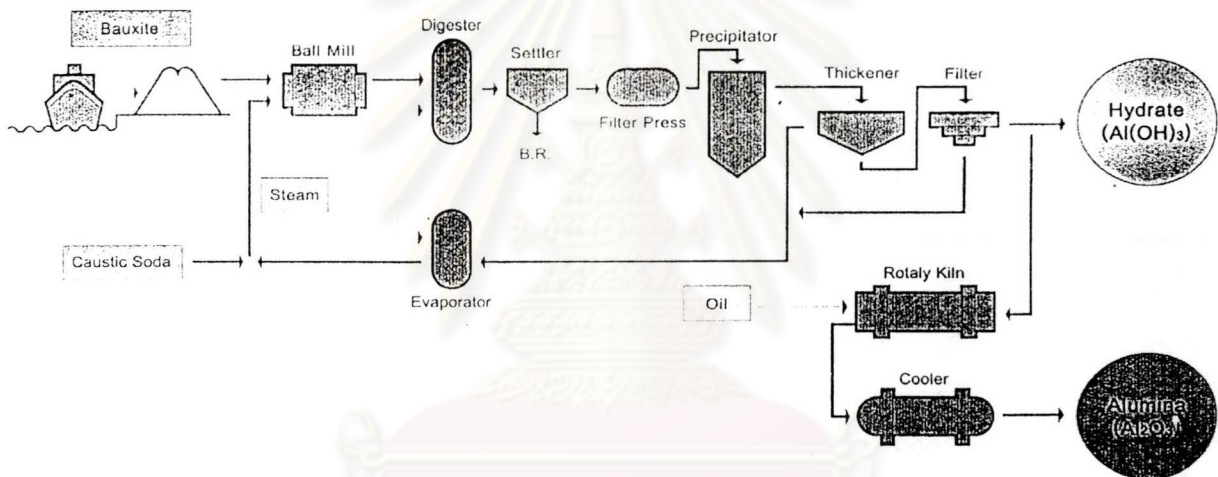 Bauxite
Ball Mill
Digester
Settler
Precipitator
Thickener
Filter
Filter Press
B.R.
Hydrate
(Al(OH)₃)
Steam
Caustic Soda
Evaporator
Oil
Rotaly Kiln
Cooler
Alumina
(Al₂O₃)